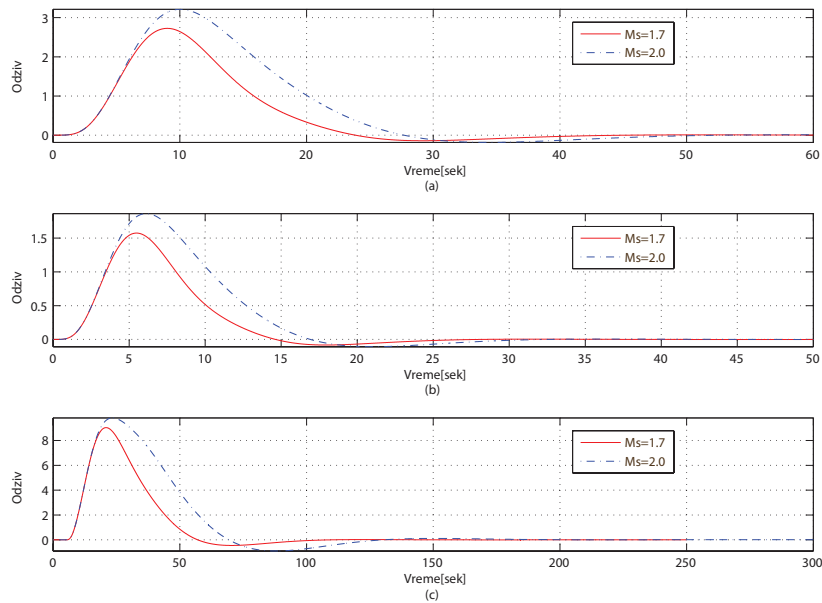 3
2
1
0
Odziv
Ms=1.7
Ms=2.0
0 10 20 30 40 50 60
Vreme[sek]
(a)
1.5
1
0.5
0
Odziv
Ms=1.7
Ms=2.0
0 5 10 15 20 25 30 35 40 45 50
Vreme[sek]
(b)
8
6
4
2
0
Odziv
Ms=1.7
Ms=2.0
0 50 100 150 200 250 300
Vreme[sek]
(c)